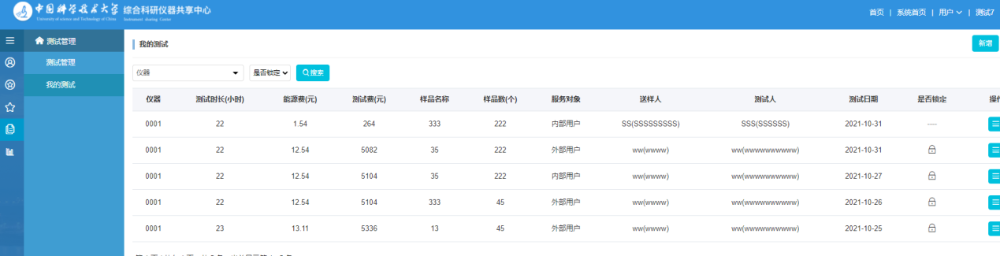 中国科学技术大学 综合科研仪器共享中心
University of science and Technology of China Instrument sharing Center
首页 | 系统首页 | 用户 | 测试7
测试管理
测试管理
我的测试
我的测试
新增
仪器 是否锁定 搜索
仪器 测试时长(小时) 能源费(元) 测试费(元) 样品名称 样品数(个) 服务对象 送样人 测试人 测试日期 是否锁定 操作
0001 22 1.54 264 333 222 内部用户 SS(SSSSSSSSS) SSS(SSSSSS) 2021-10-31 ----
0001 22 12.54 5082 35 222 外部用户 ww(wwww) ww(wwwwwwwwww) 2021-10-31
0001 22 12.54 5104 35 222 内部用户 ww(wwww) ww(wwwwwwwwww) 2021-10-27
0001 22 12.54 5104 333 45 外部用户 ww(wwww) ww(wwwwwwwwww) 2021-10-26
0001 23 13.11 5336 13 45 外部用户 ww(wwww) ww(wwwwwwwwww) 2021-10-25